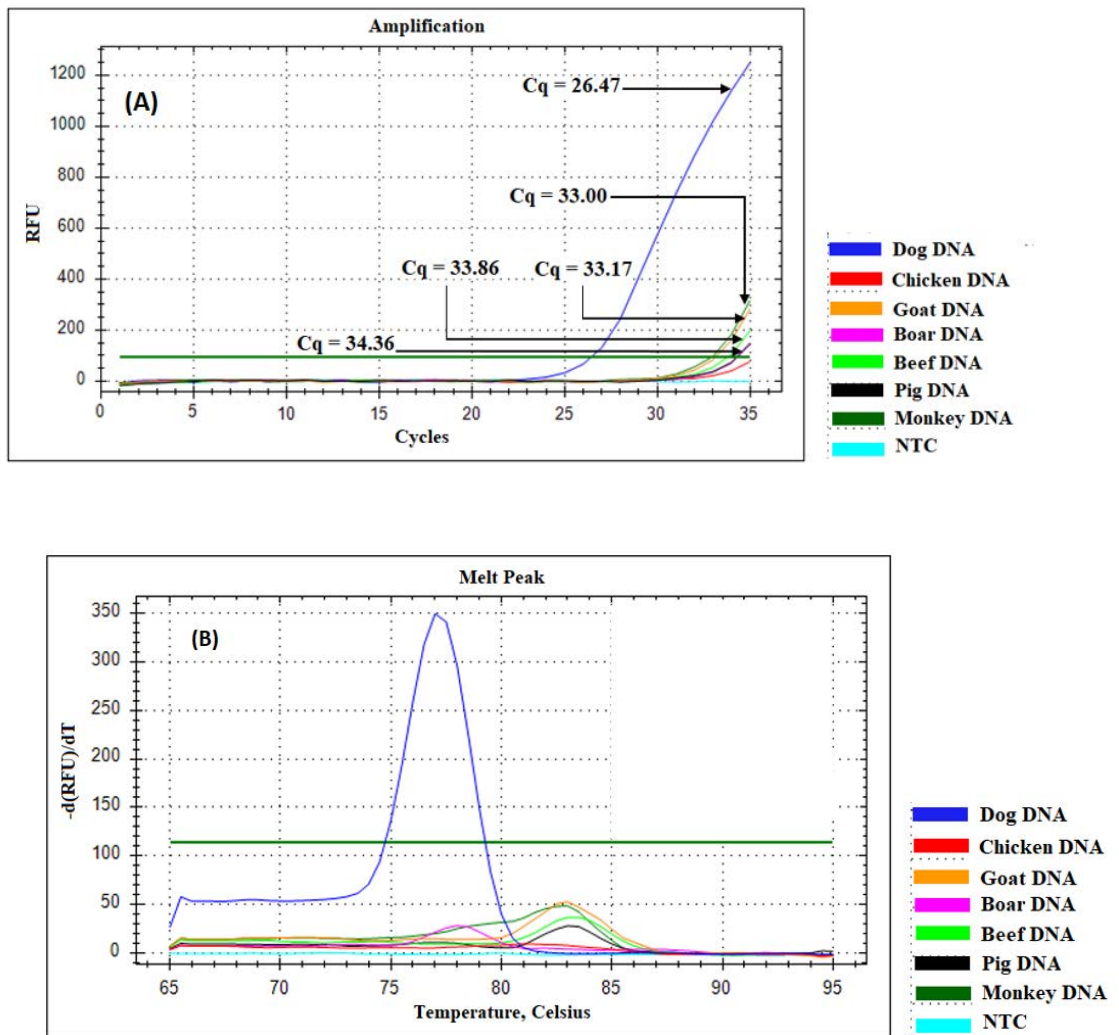 Amplification
(A)
RFU
1200
1000
800
600
400
200
0
Cq = 26.47
Cq = 33.00
Cq = 33.86
Cq = 33.17
Cq = 34.36
0 5 10 15 20 25 30 35
Cycles
Dog DNA
Chicken DNA
Goat DNA
Boar DNA
Beef DNA
Pig DNA
Monkey DNA
NTC
Melt Peak
(B)
-d(RFU)/dT
350
300
250
200
150
100
50
0
65 70 75 80 85 90 95
Temperature, Celsius
Dog DNA
Chicken DNA
Goat DNA
Boar DNA
Beef DNA
Pig DNA
Monkey DNA
NTC